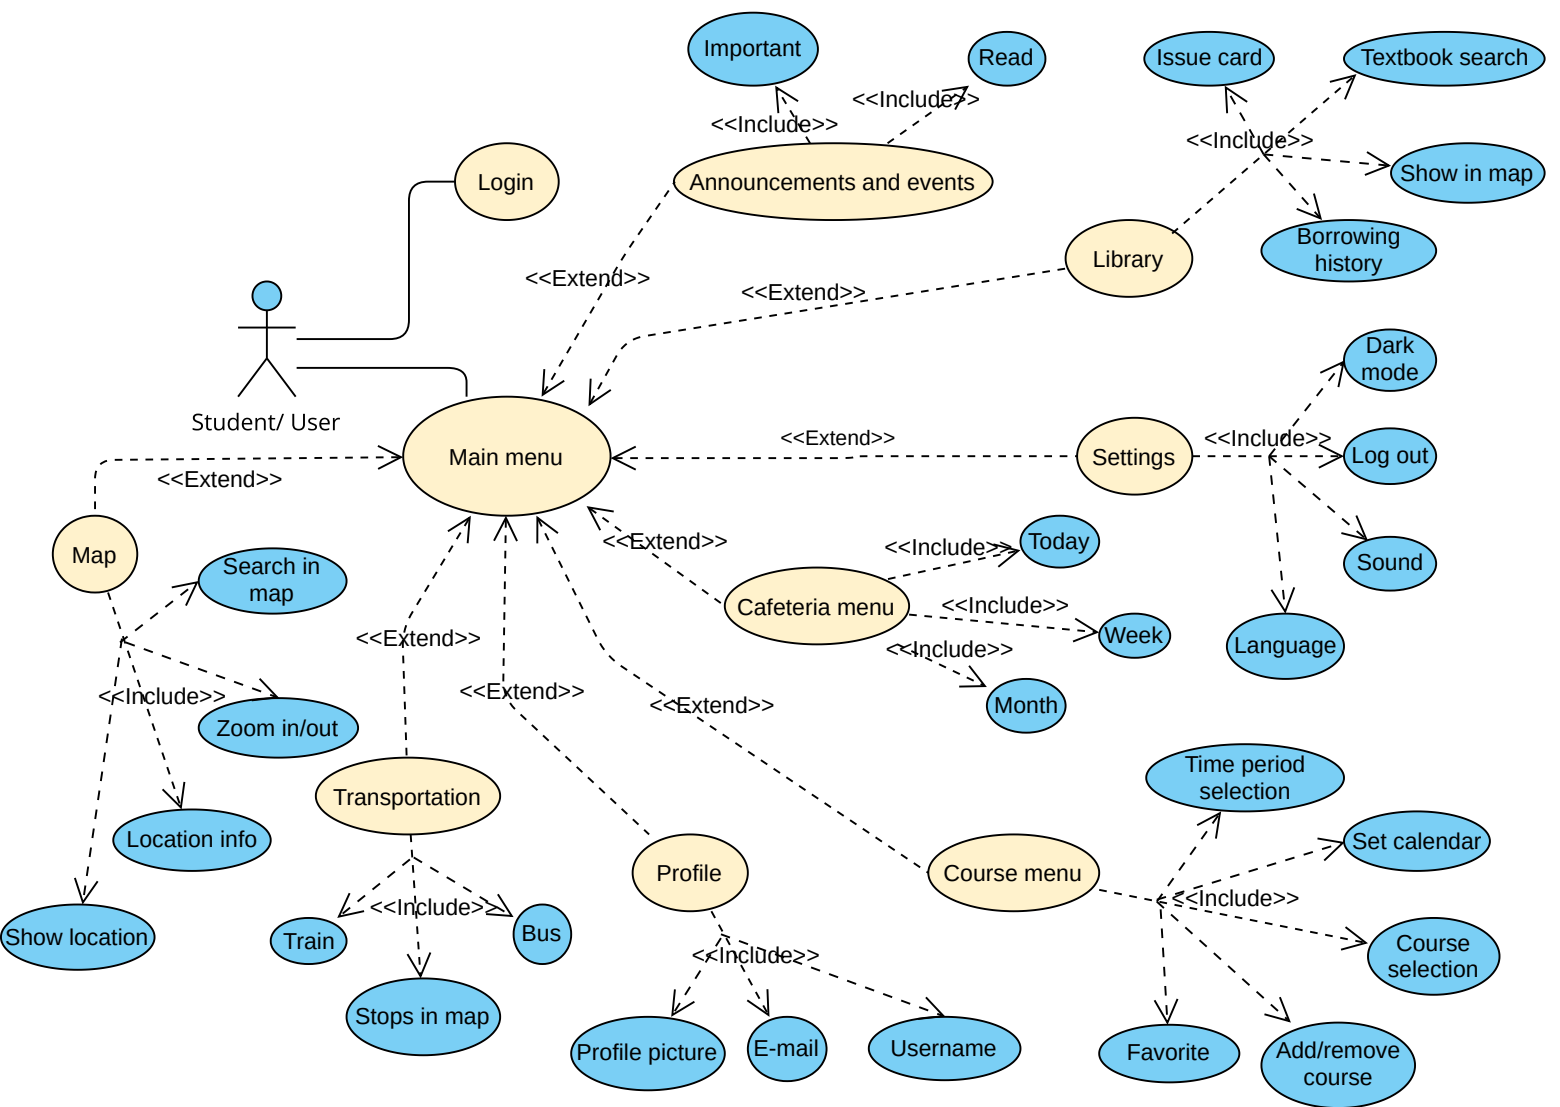 Important
Read
<<Include>>
<<Include>>
Announcements and events
Issue card
Textbook search
<<Include>>
Show in map
Borrowing
history
Library
Login
<<Extend>>
<<Extend>>
Student/ User
Main menu
<<Extend>>
Settings
<<Include>>
Dark
mode
Log out
Sound
Language
<<Extend>>
Map
Search in
map
<<Include>>
Zoom in/out
Location info
Show location
<<Extend>>
Cafeteria menu
<<Include>>
Today
<<Include>>
Week
<<Include>>
Month
<<Extend>>
Transportation
<<Include>>
Train
Bus
Stops in map
<<Extend>>
Profile
<<Include>>
Profile picture
E-mail
Username
<<Extend>>
Course menu
Time period
selection
Set calendar
<<Include>>
Course
selection
Favorite
Add/remove
course